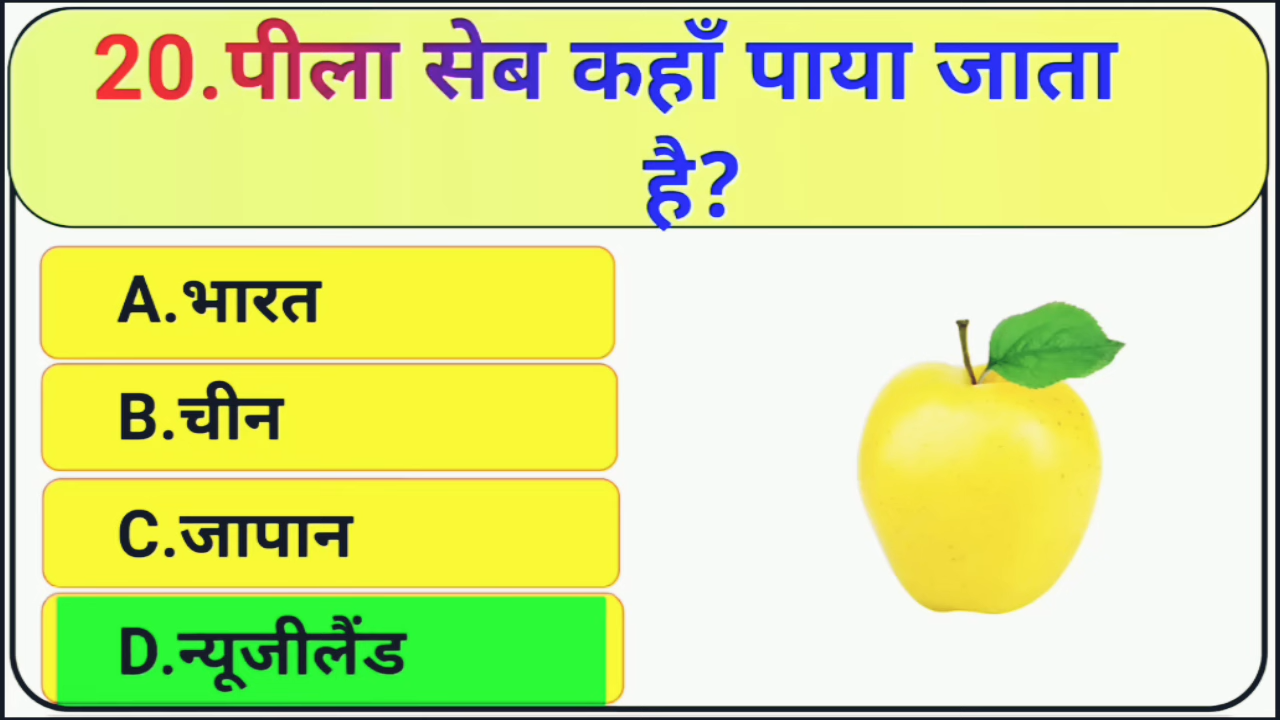 20.पीला सेब कहाँ पाया जाता
है?
A.भारत
B.चीन
C.जापान
D.न्यूजीलैंड